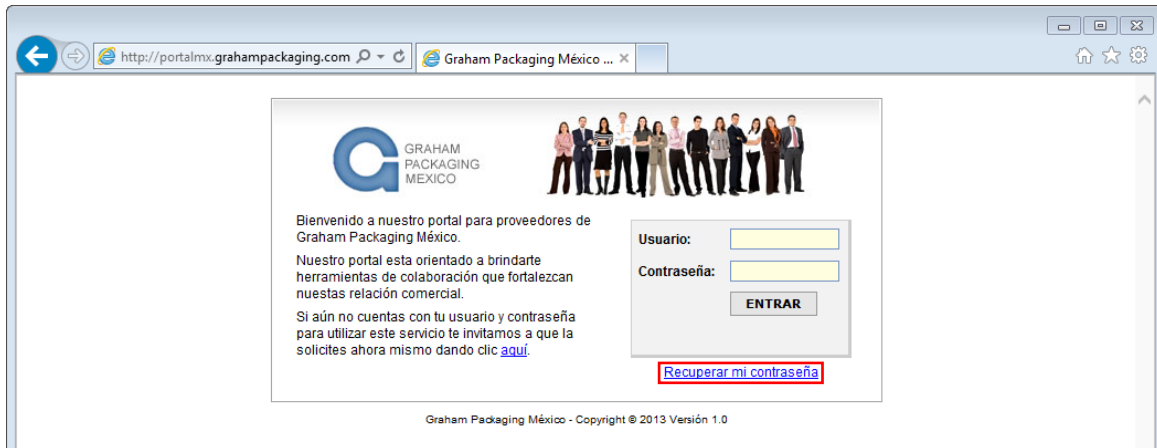 http://portalmx.grahampackaging.com
Graham Packaging México ...
GRAHAM
PACKAGING
MEXICO
Bienvenido a nuestro portal para proveedores de
Graham Packaging México.
Nuestro portal esta orientado a brindarte
herramientas de colaboración que fortalezcan
nuestas relación comercial.
Si aún no cuentas con tu usuario y contraseña
para utilizar este servicio te invitamos a que la
solicites ahora mismo dando clic aquí.
Usuario:
Contraseña:
ENTRAR
Recuperar mi contraseña
Graham Packaging México - Copyright © 2013 Versión 1.0